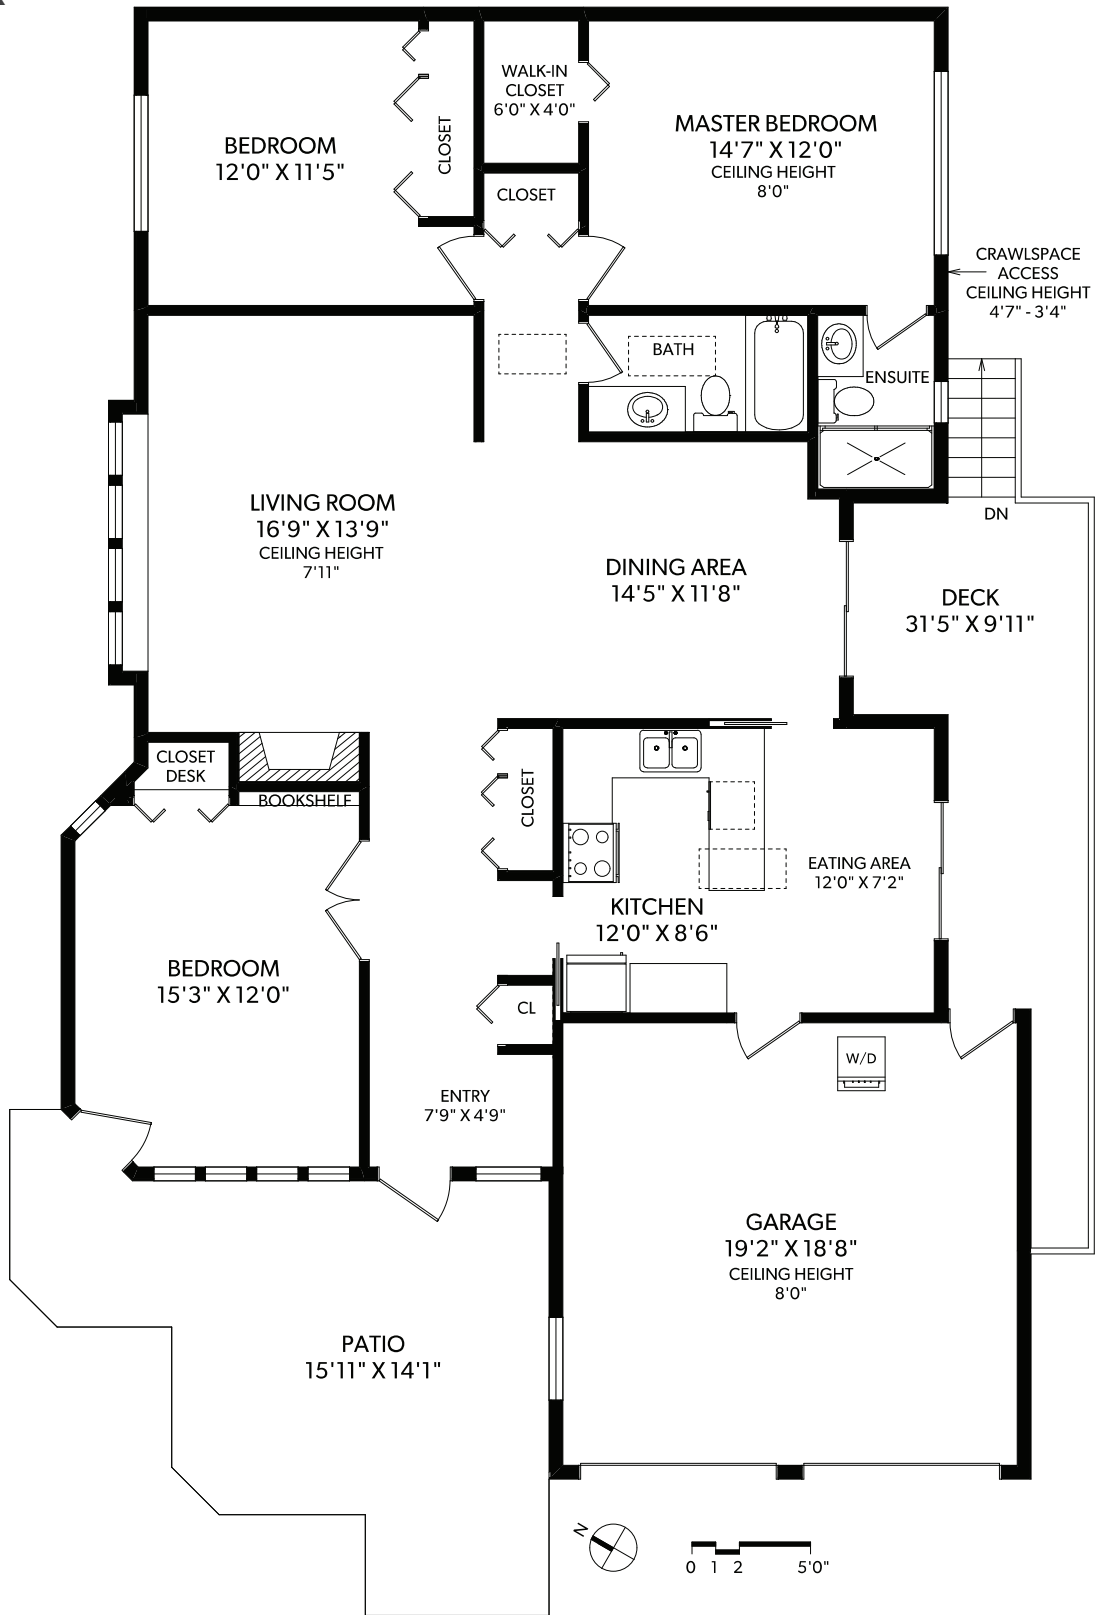 WALK-IN
CLOSET
6'0" X 4'0"
BEDROOM
12'0" X 11'5"
CLOSET
MASTER BEDROOM
14'7" X 12'0"
CEILING HEIGHT
8'0"
CLOSET
CRAWLSPACE
ACCESS
CEILING HEIGHT
4'7" - 3'4"
BATH
ENSUITE
LIVING ROOM
16'9" X 13'9"
CEILING HEIGHT
7'11"
DN
DINING AREA
14'5" X 11'8"
DECK
31'5" X 9'11"
CLOSET
DESK
BOOKSHELF
CLOSET
EATING AREA
12'0" X 7'2"
KITCHEN
12'0" X 8'6"
BEDROOM
15'3" X 12'0"
CL
W/D
ENTRY
7'9" X 4'9"
GARAGE
19'2" X 18'8"
CEILING HEIGHT
8'0"
PATIO
15'11" X 14'1"
N
0 1 2 5'0"